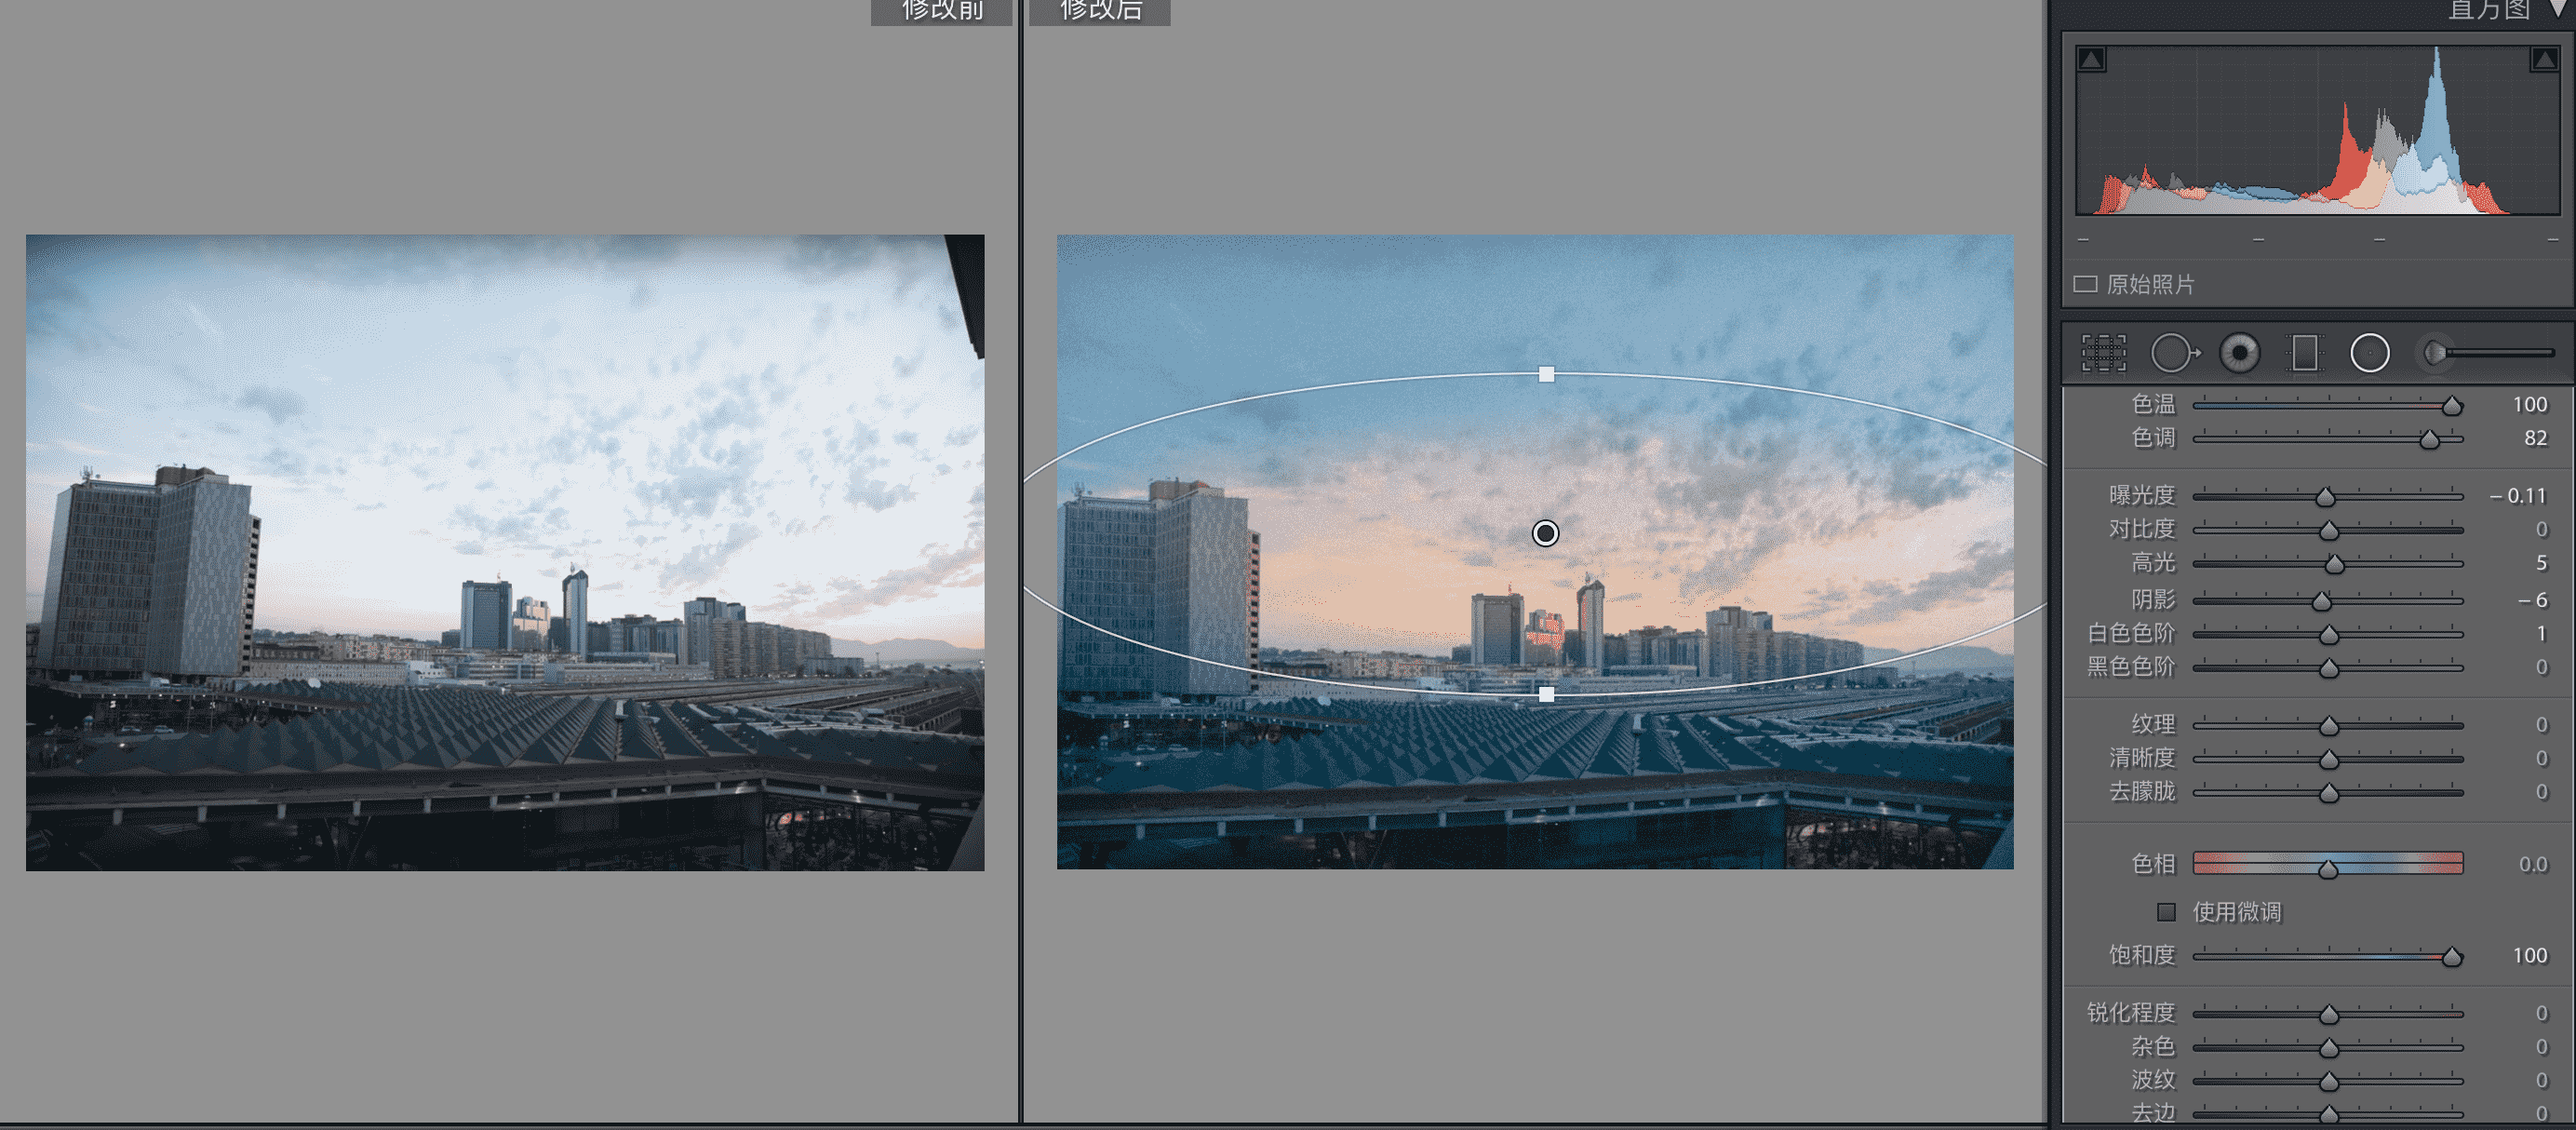 修改前
修改后
直方图
原始照片
色温 100
色调 82
曝光度 – 0.11
对比度 0
高光 5
阴影 – 6
白色色阶 1
黑色色阶 0
纹理 0
清晰度 0
去朦胧 0
色相 0.0
使用微调
饱和度 100
锐化程度 0
杂色 0
波纹 0
去边 0